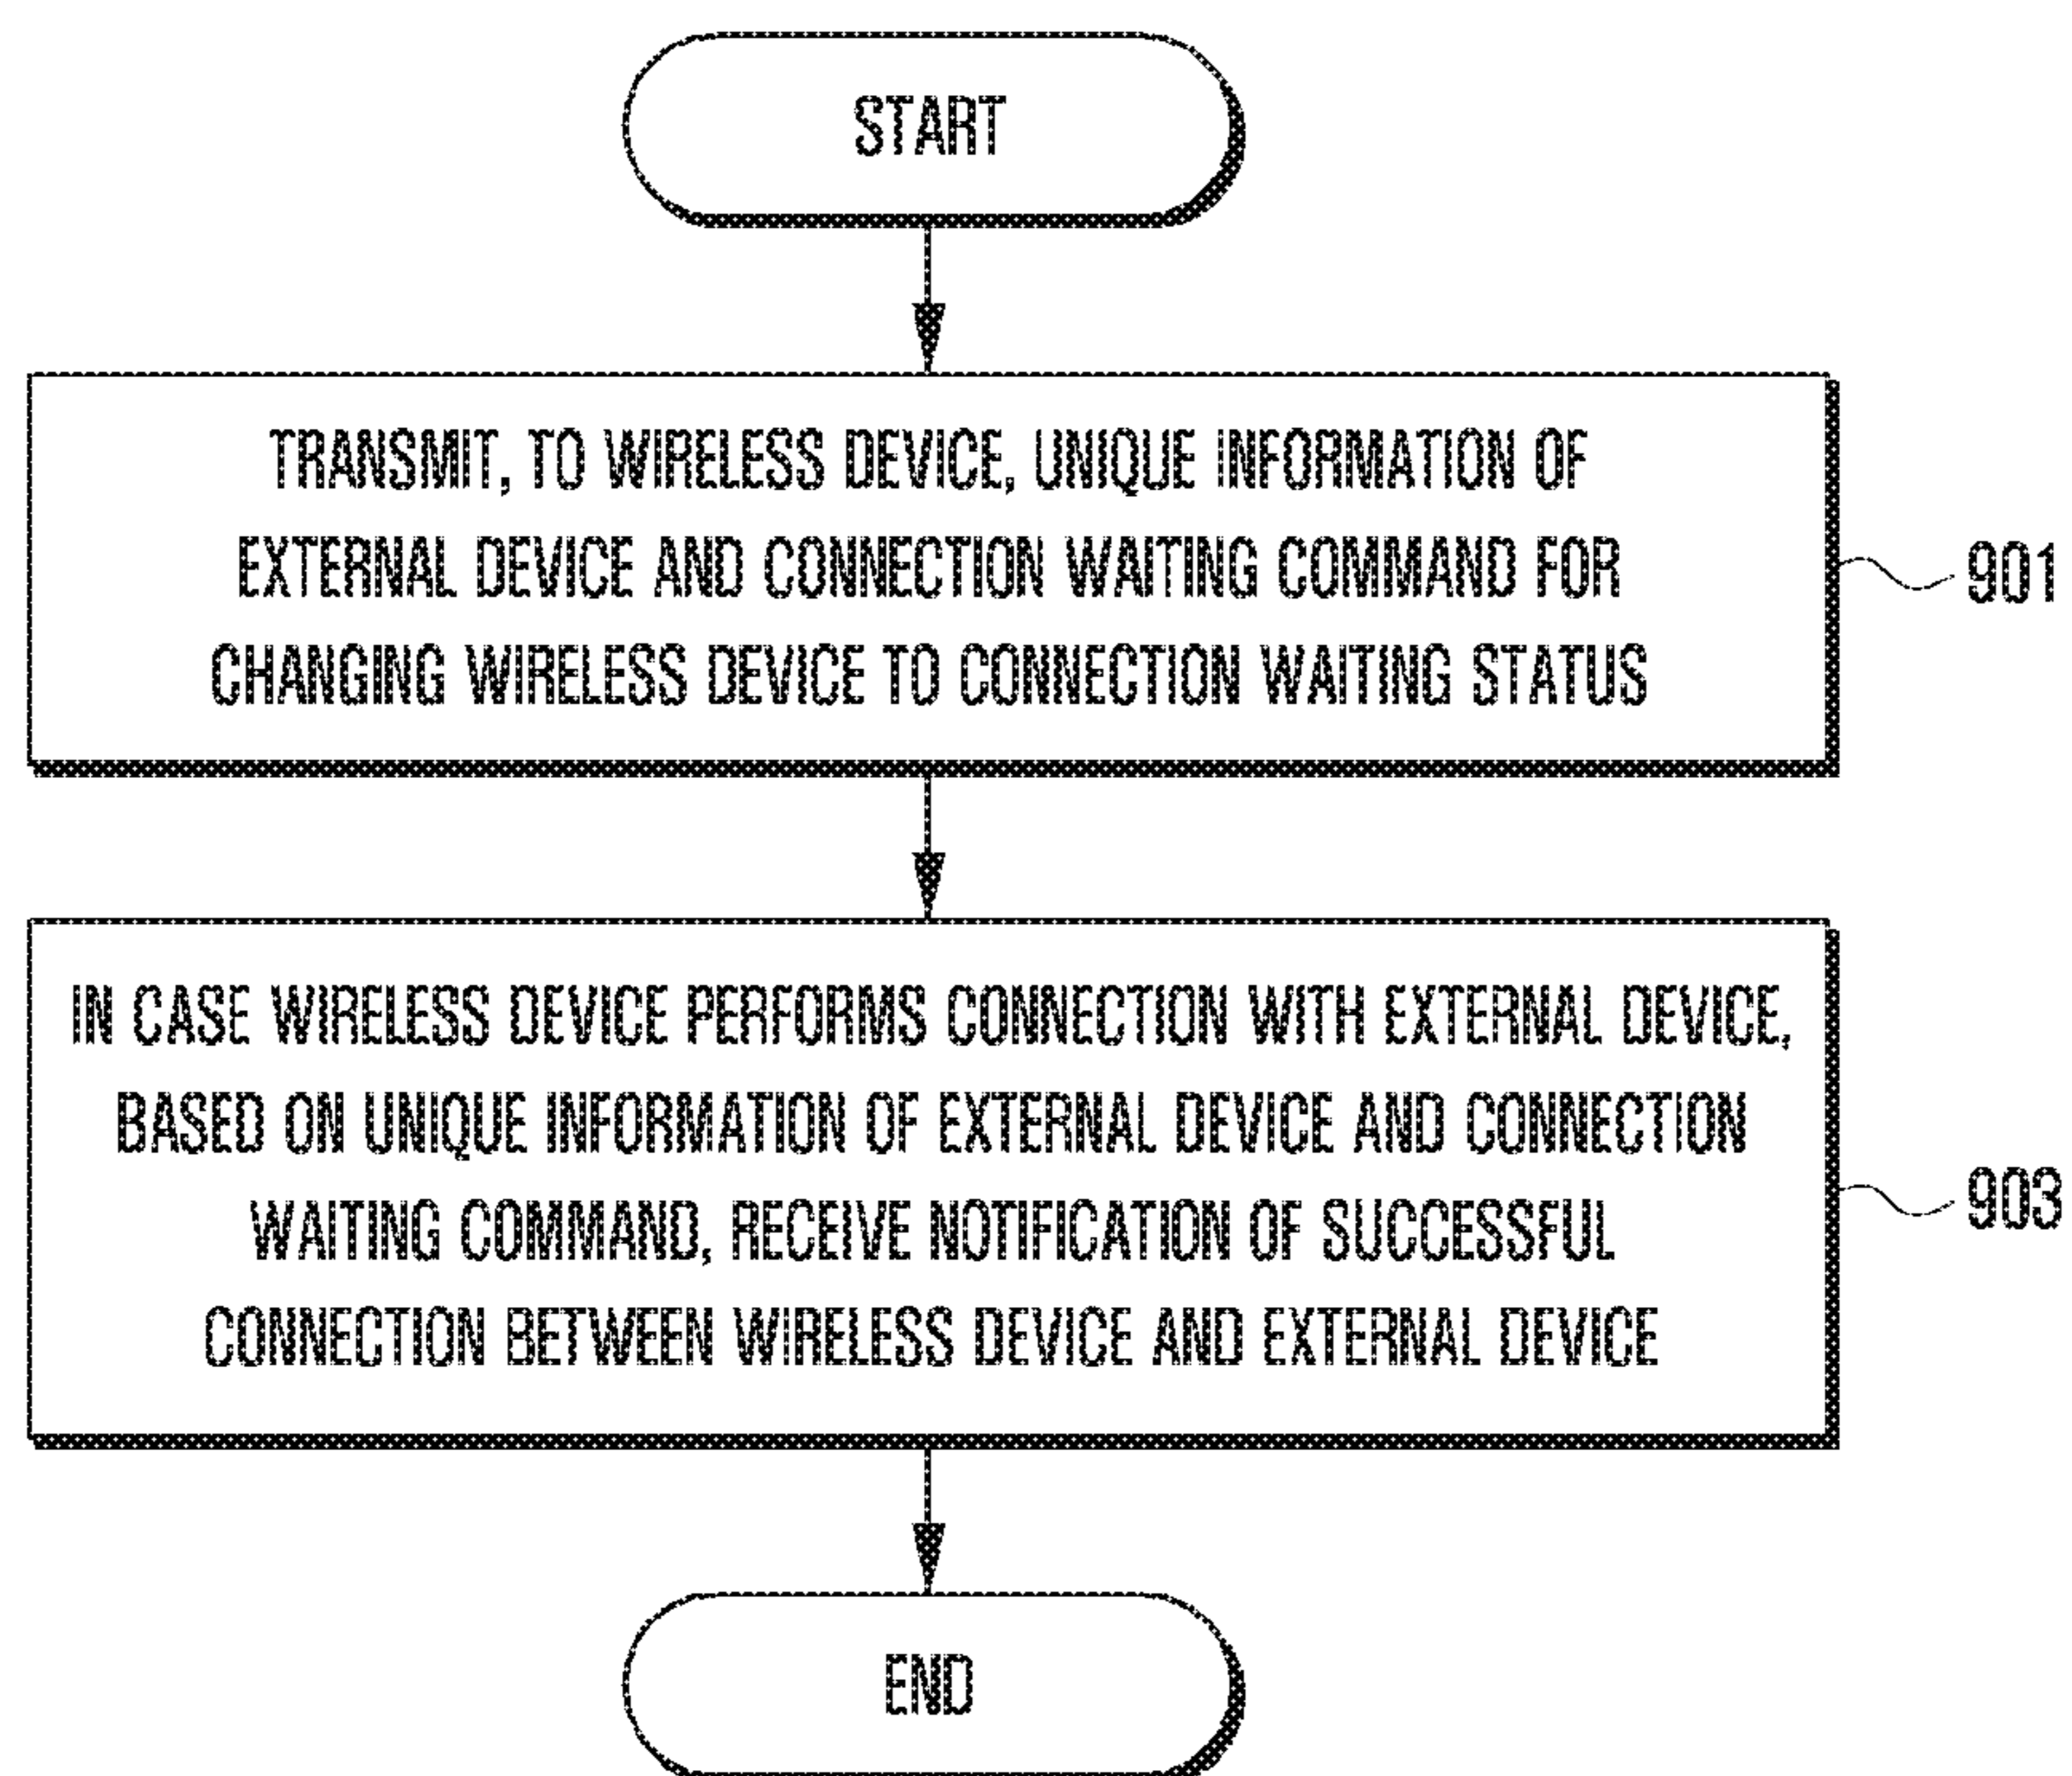 START
TRANSMIT, TO WIRELESS DEVICE, UNIQUE INFORMATION OF
EXTERNAL DEVICE AND CONNECTION WAITING COMMAND FOR
CHANGING WIRELESS DEVICE TO CONNECTION WAITING STATUS
901
IN CASE WIRELESS DEVICE PERFORMS CONNECTION WITH EXTERNAL DEVICE,
BASED ON UNIQUE INFORMATION OF EXTERNAL DEVICE AND CONNECTION
WAITING COMMAND, RECEIVE NOTIFICATION OF SUCCESSFUL
CONNECTION BETWEEN WIRELESS DEVICE AND EXTERNAL DEVICE
903
END